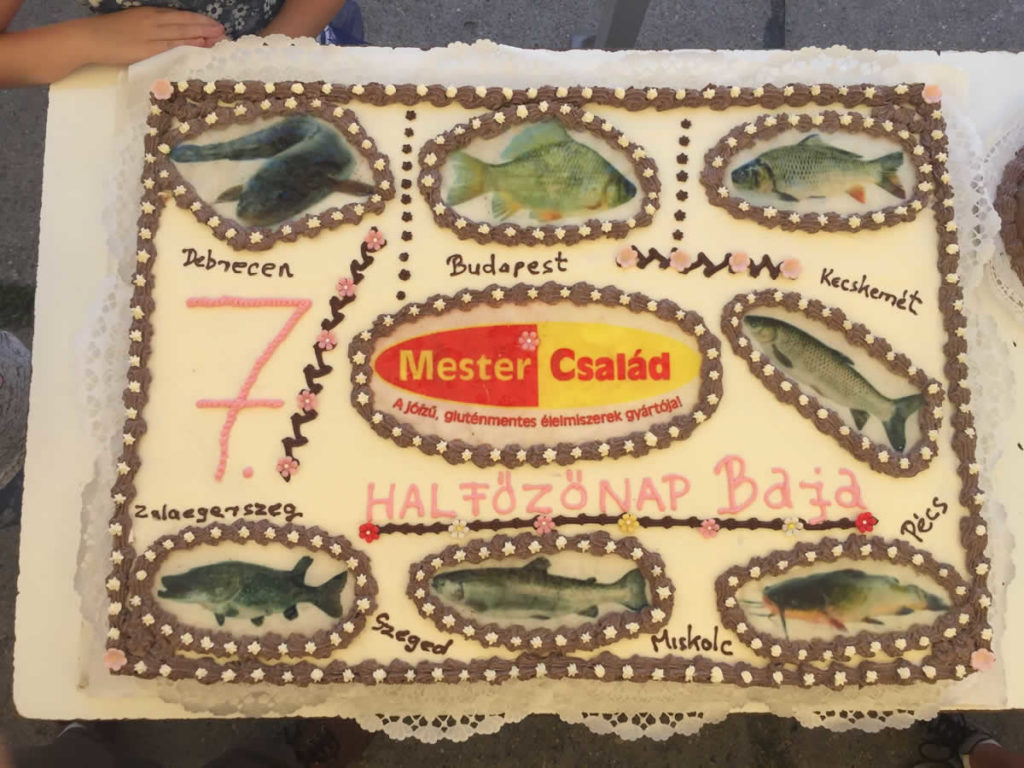 Debrecen
Budapest
Kecskemét
7.
Mester Család
A jóízű, gluténmentes élelmiszerek gyártója!
HALFŐZŐNAP Baja
Zalaegerszeg
Pécs
Szeged
Miskolc